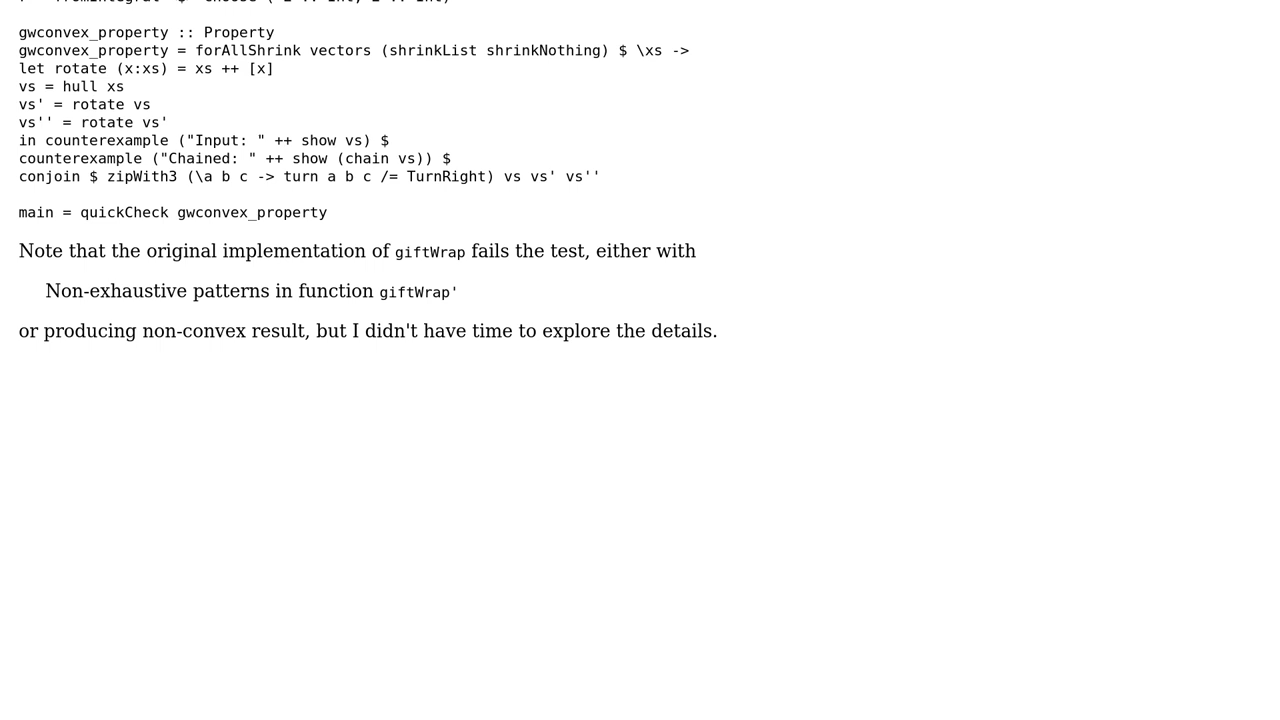 gwconvex_property :: Property
gwconvex_property = forAllShrink vectors (shrinkList shrinkNothing) $ \xs ->
let rotate (x:xs) = xs ++ [x]
vs = hull xs
vs' = rotate vs
vs'' = rotate vs'
in counterexample ("Input: " ++ show vs) $
counterexample ("Chained: " ++ show (chain vs)) $
conjoin $ zipWith3 (\a b c -> turn a b c /= TurnRight) vs vs' vs''
main = quickCheck gwconvex_property
Note that the original implementation of giftWrap fails the test, either with
Non-exhaustive patterns in function giftWrap'
or producing non-convex result, but I didn't have time to explore the details.